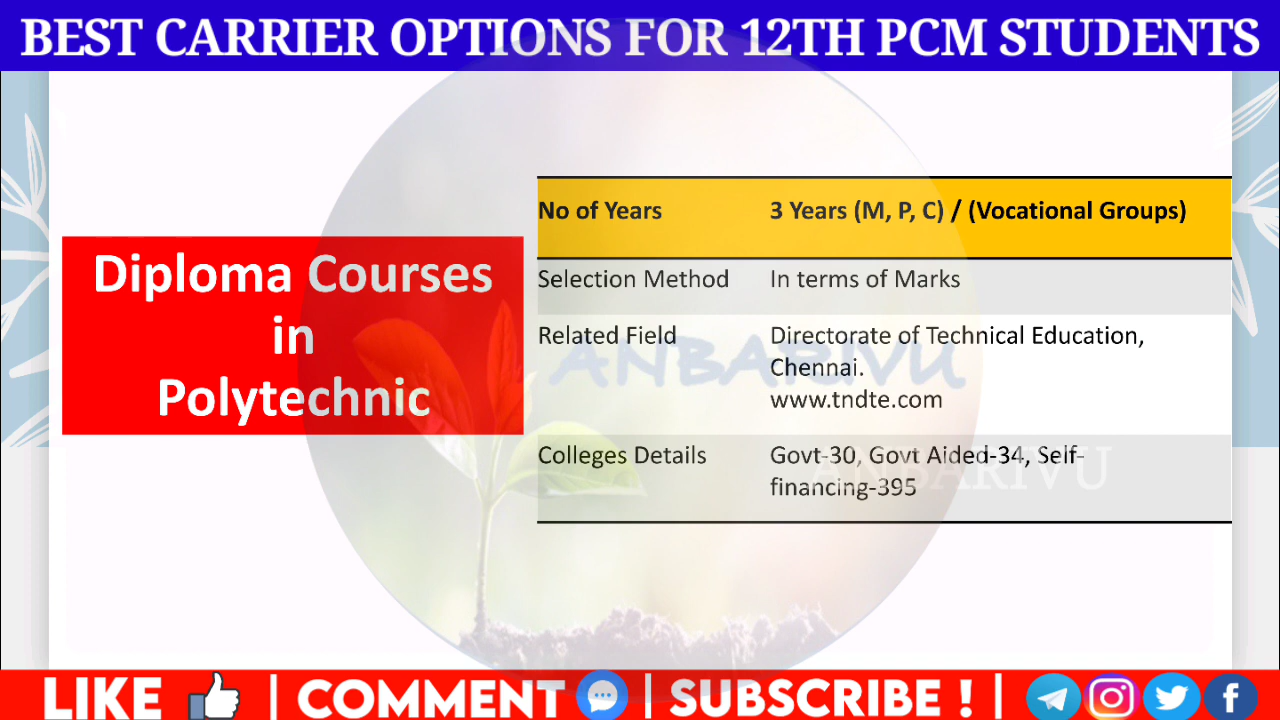 BEST CARRIER OPTIONS FOR 12TH PCM STUDENTS
Diploma Courses
in
Polytechnic
No of Years 3 Years (M, P, C) / (Vocational Groups)
Selection Method In terms of Marks
Related Field Directorate of Technical Education,
Chennai.
www.tndte.com
ANBARIVU
Colleges Details Govt-30, Govt Aided-34, Self-
financing-395
ANBARIVU
LIKE | COMMENT | SUBSCRIBE ! |